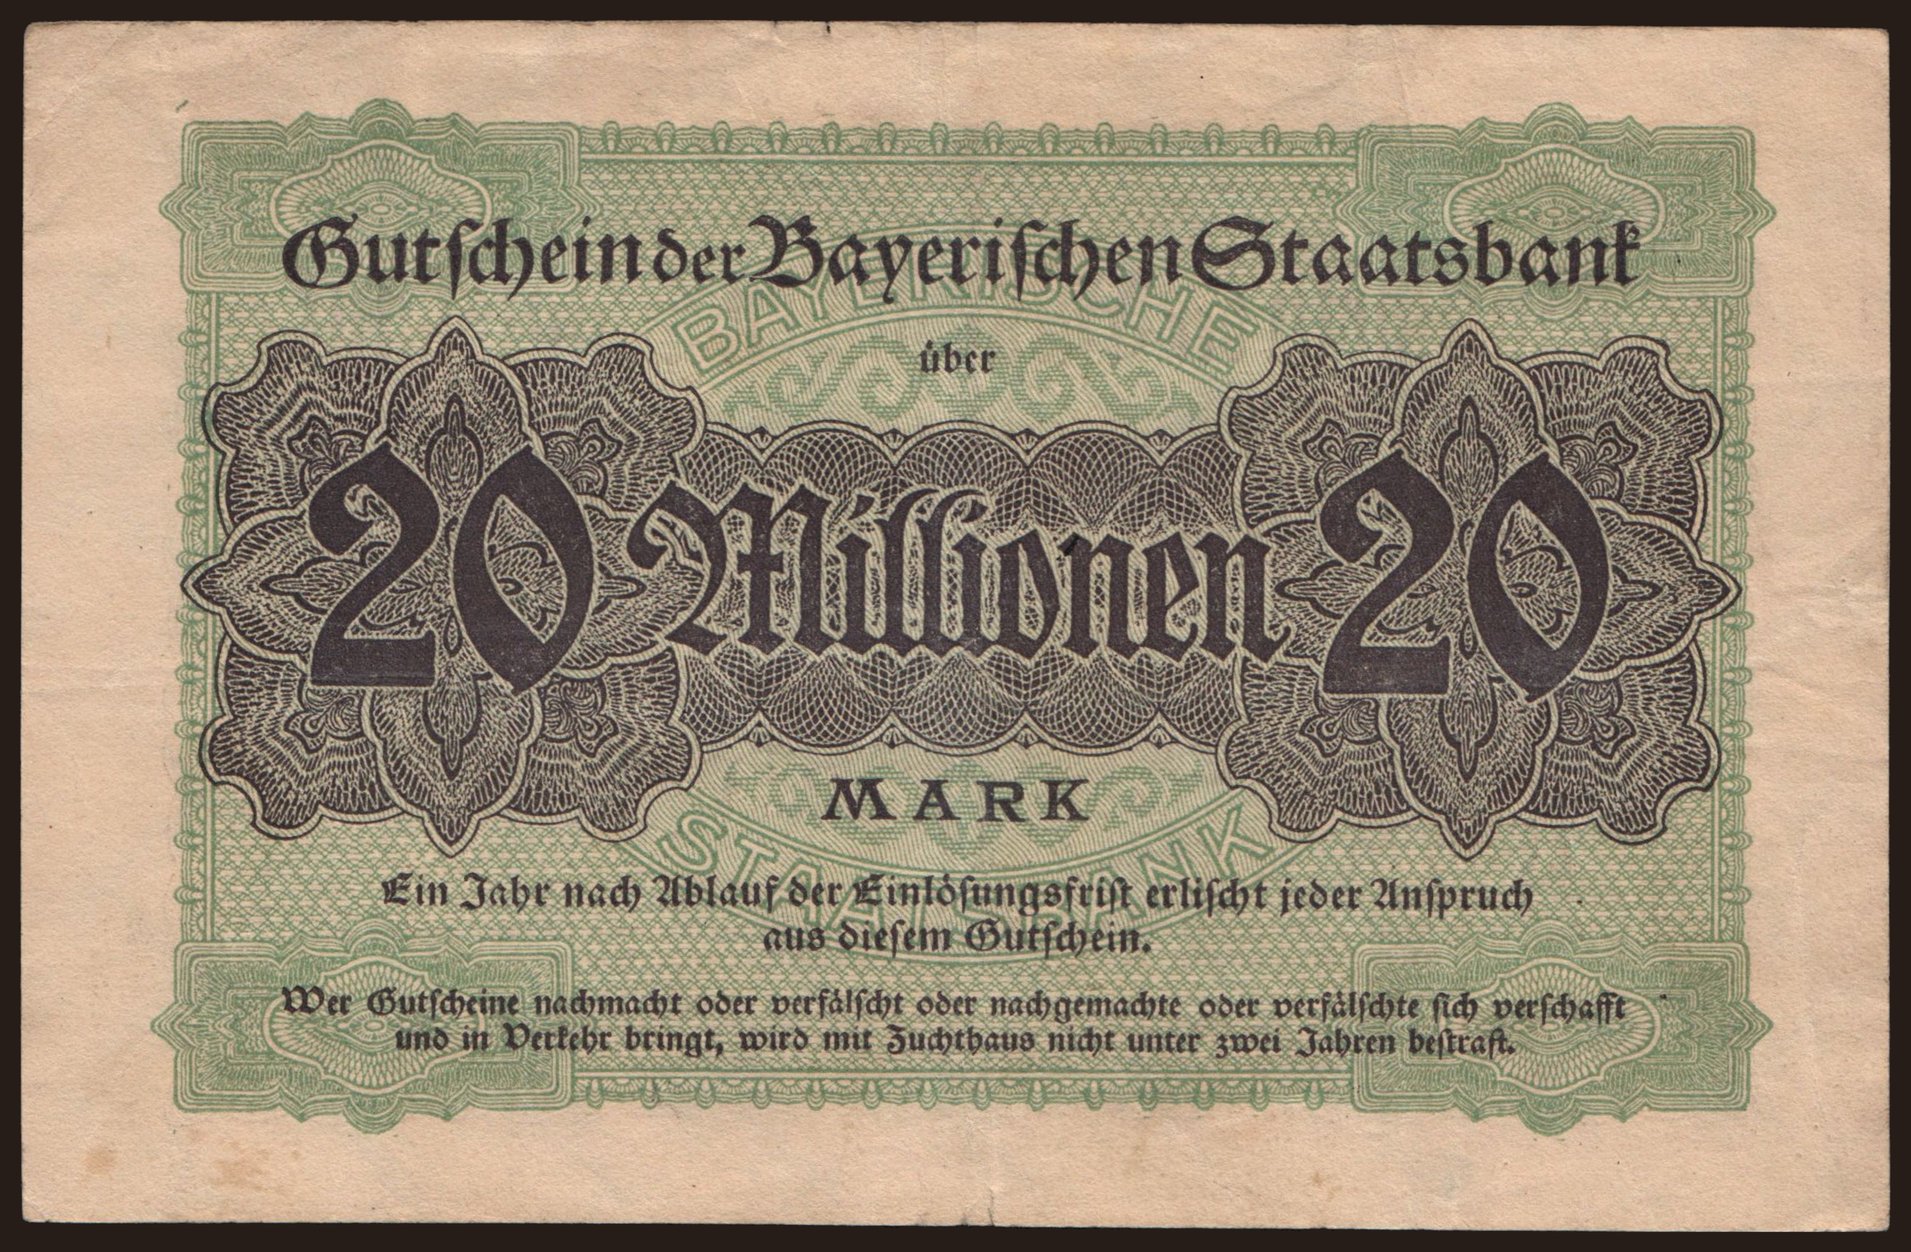 Gutschein der Bayerischen Staatsbank
BAYERISCHE
über
20 Millionen 20
MARK
STAATSBANK
Ein Jahr nach Ablauf der Einlösungsfrist erlischt jeder Anspruch
aus diesem Gutschein.
Wer Gutscheine nachmacht oder verfälscht oder nachgemachte oder verfälschte sich verschafft
und in Verkehr bringt, wird mit Zuchthaus nicht unter zwei Jahren bestraft.